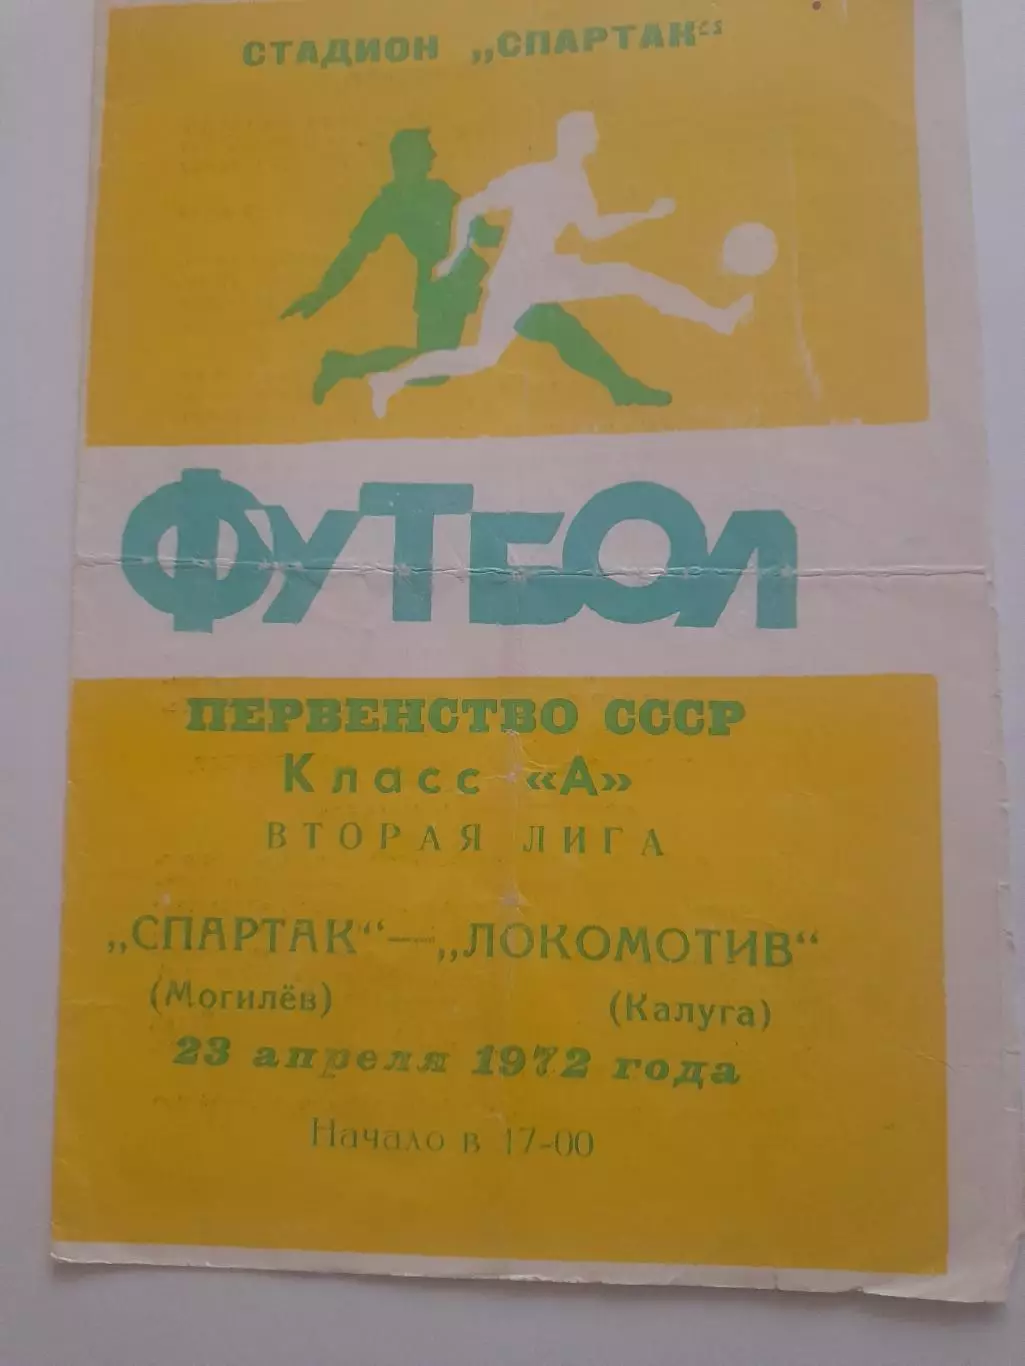 СТАДИОН „СПАРТАК“
ФУТБОЛ
ПЕРВЕНСТВО СССР
Класс «А»
ВТОРАЯ ЛИГА
„СПАРТАК“ — „ЛОКОМОТИВ“
(Могилёв) (Калуга)
23 апреля 1972 года
Начало в 17-00